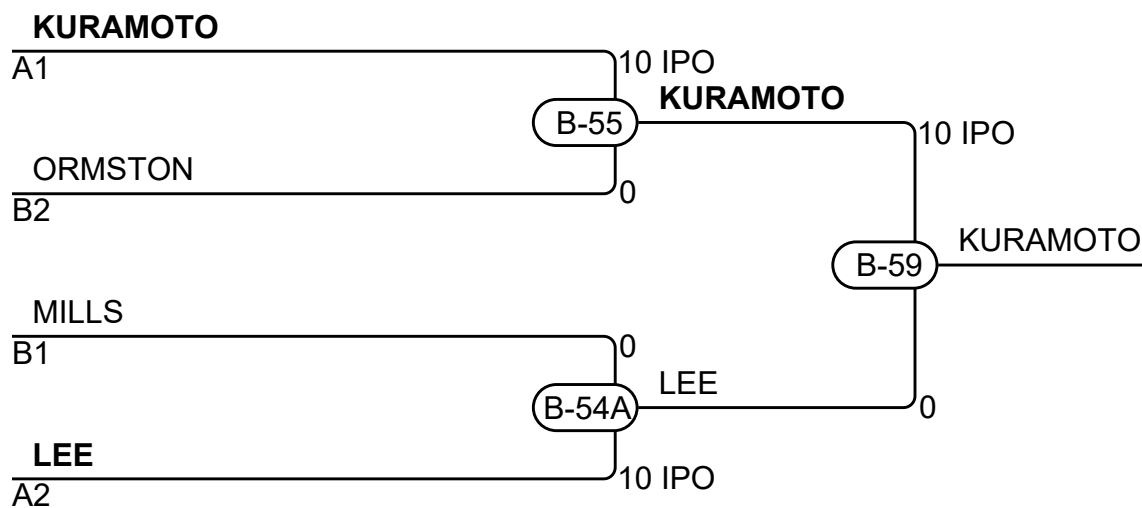 KURAMOTO
A1
10 IPO
KURAMOTO
B-55
10 IPO
ORMSTON
B2
0
KURAMOTO
B-59
MILLS
B1
0
LEE
B-54A
0
LEE
A2
10 IPO